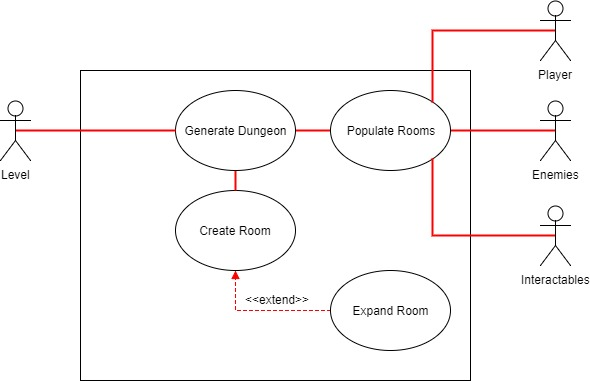 Player
Generate Dungeon
Populate Rooms
Level
Enemies
Create Room
Interactables
<<extend>>
Expand Room